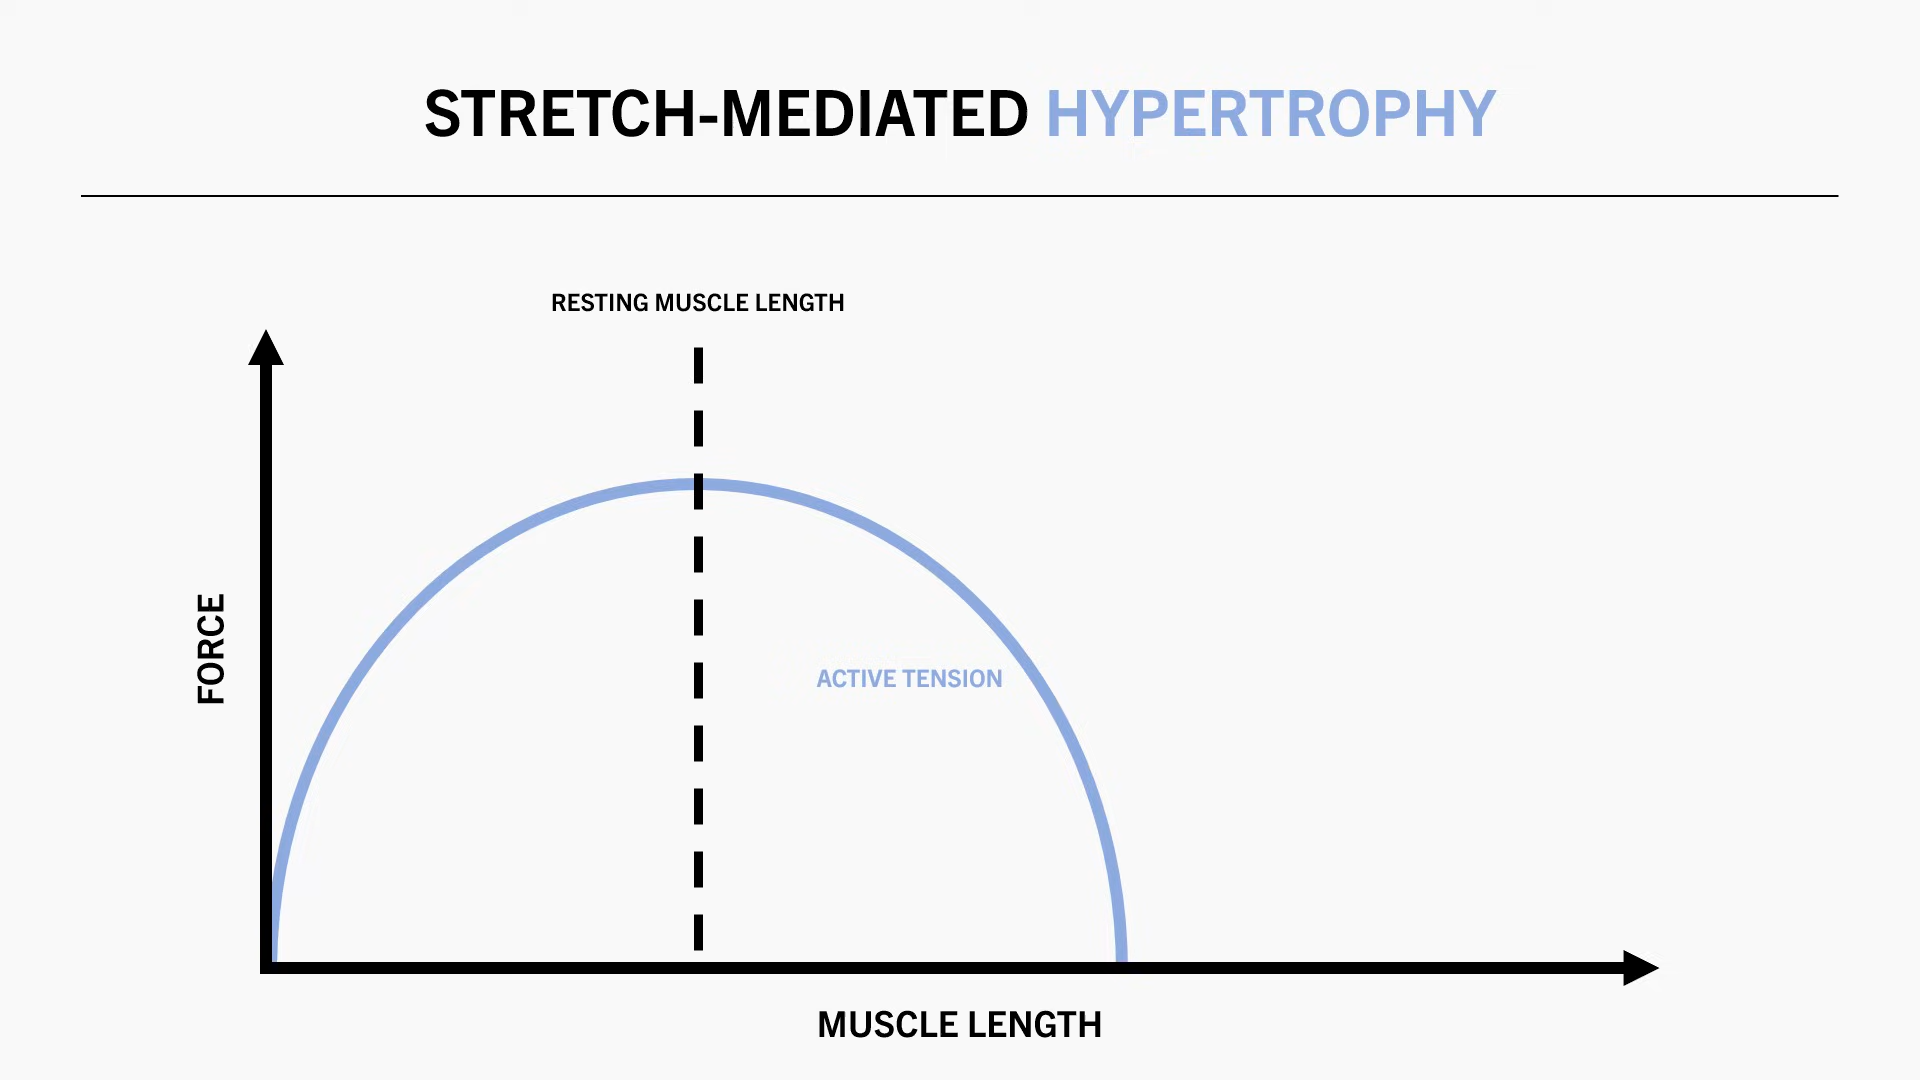 STRETCH-MEDIATED HYPERTROPHY
RESTING MUSCLE LENGTH
FORCE
ACTIVE TENSION
MUSCLE LENGTH